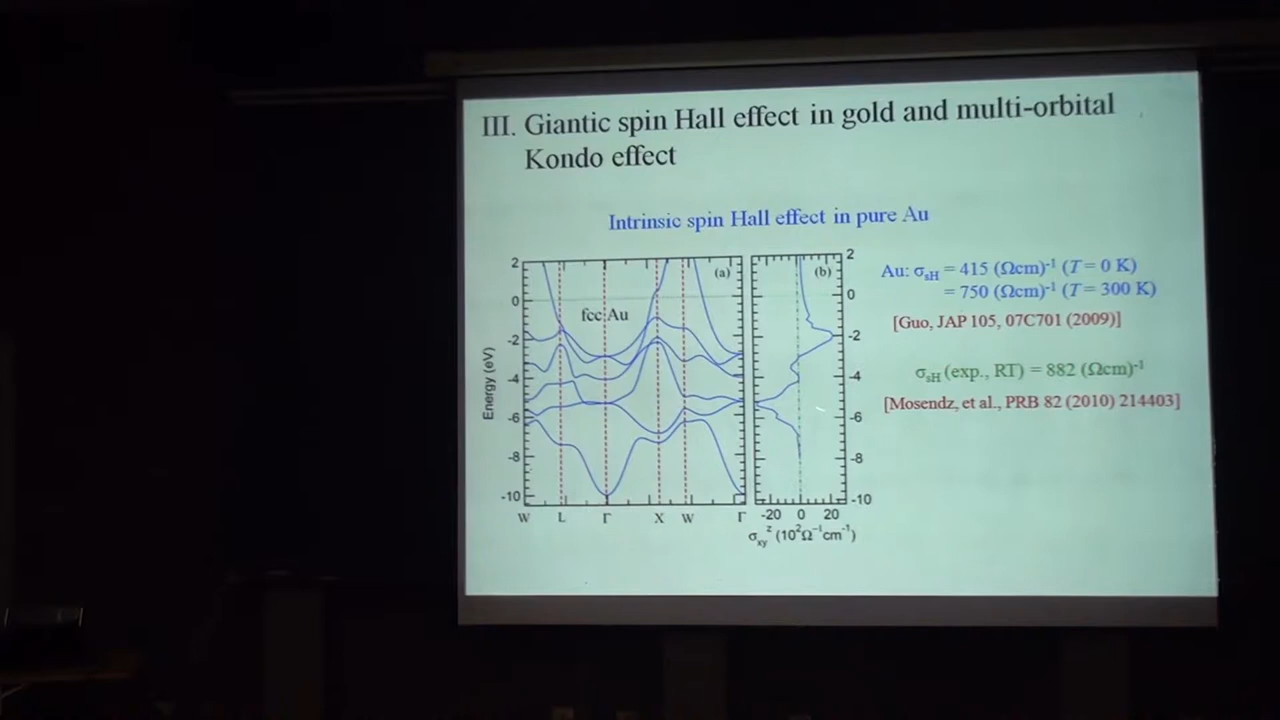 III. Giantic spin Hall effect in gold and multi-orbital
Kondo effect
Intrinsic spin Hall effect in pure Au
Au: σsH = 415 (Ωcm)-1 (T = 0 K)
= 750 (Ωcm)-1 (T = 300 K)
[Guo, JAP 105, 07C701 (2009)]
σsH (exp., RT) = 882 (Ωcm)-1
[Mosendz, et al., PRB 82 (2010) 214403]
(a)
fcc Au
Energy (eV)
2
0
-2
-4
-6
-8
-10
W L Γ X W Γ
(b)
2
0
-2
-4
-6
-8
-10
-20 0 20
σxyz (102Ω-1cm-1)